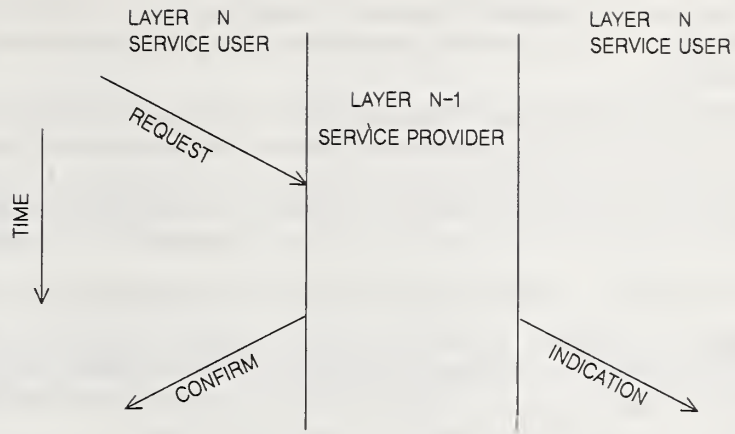 LAYER N
SERVICE USER
LAYER N
SERVICE USER
LAYER N-1
SERVICE PROVIDER
REQUEST
TIME
CONFIRM
INDICATION